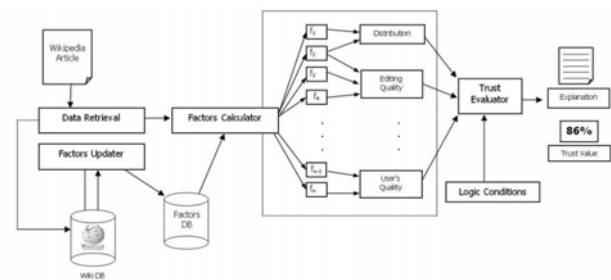 Wikipedia
Article
Data Retrieval
Factors Updater
Wiki DB
Factors
DB
Factors Calculator
f1
f2
f3
f4
fn-1
fn
Distribution
Editing
Quality
User's
Quality
Trust
Evaluator
Logic Conditions
Explanation
86%
Trust Value